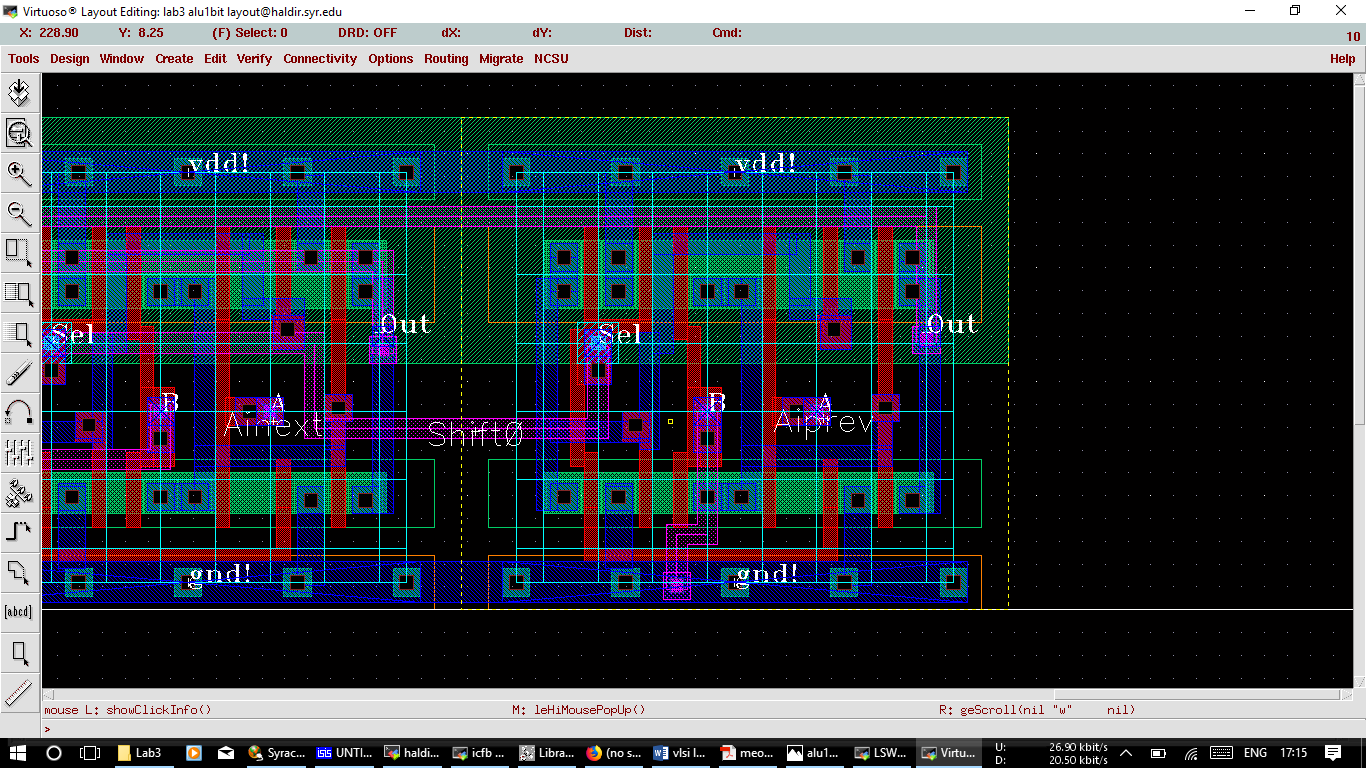 Virtuoso® Layout Editing: lab3 alu1bit layout@haldir.syr.edu
X: 228.90 Y: 8.25 (F) Select: 0 DRD: OFF dX: dY: Dist: Cmd:
10
Tools Design Window Create Edit Verify Connectivity Options Routing Migrate NCSU Help
vdd! vdd!
Sel Out Sel Out
B A B A
Ainext Shift0 Aiprev
gnd! gnd!
[abcd]
mouse L: showClickInfo() M: leHiMousePopUp() R: geScroll(nil "w" nil)
>
Lab3 Syrac... UNTI... haldi... icfb ... Libra... (no s... vlsi l... meo... alu1... LSW... Virtu... U: 26.90 kbit/s ENG 17:15
D: 20.50 kbit/s